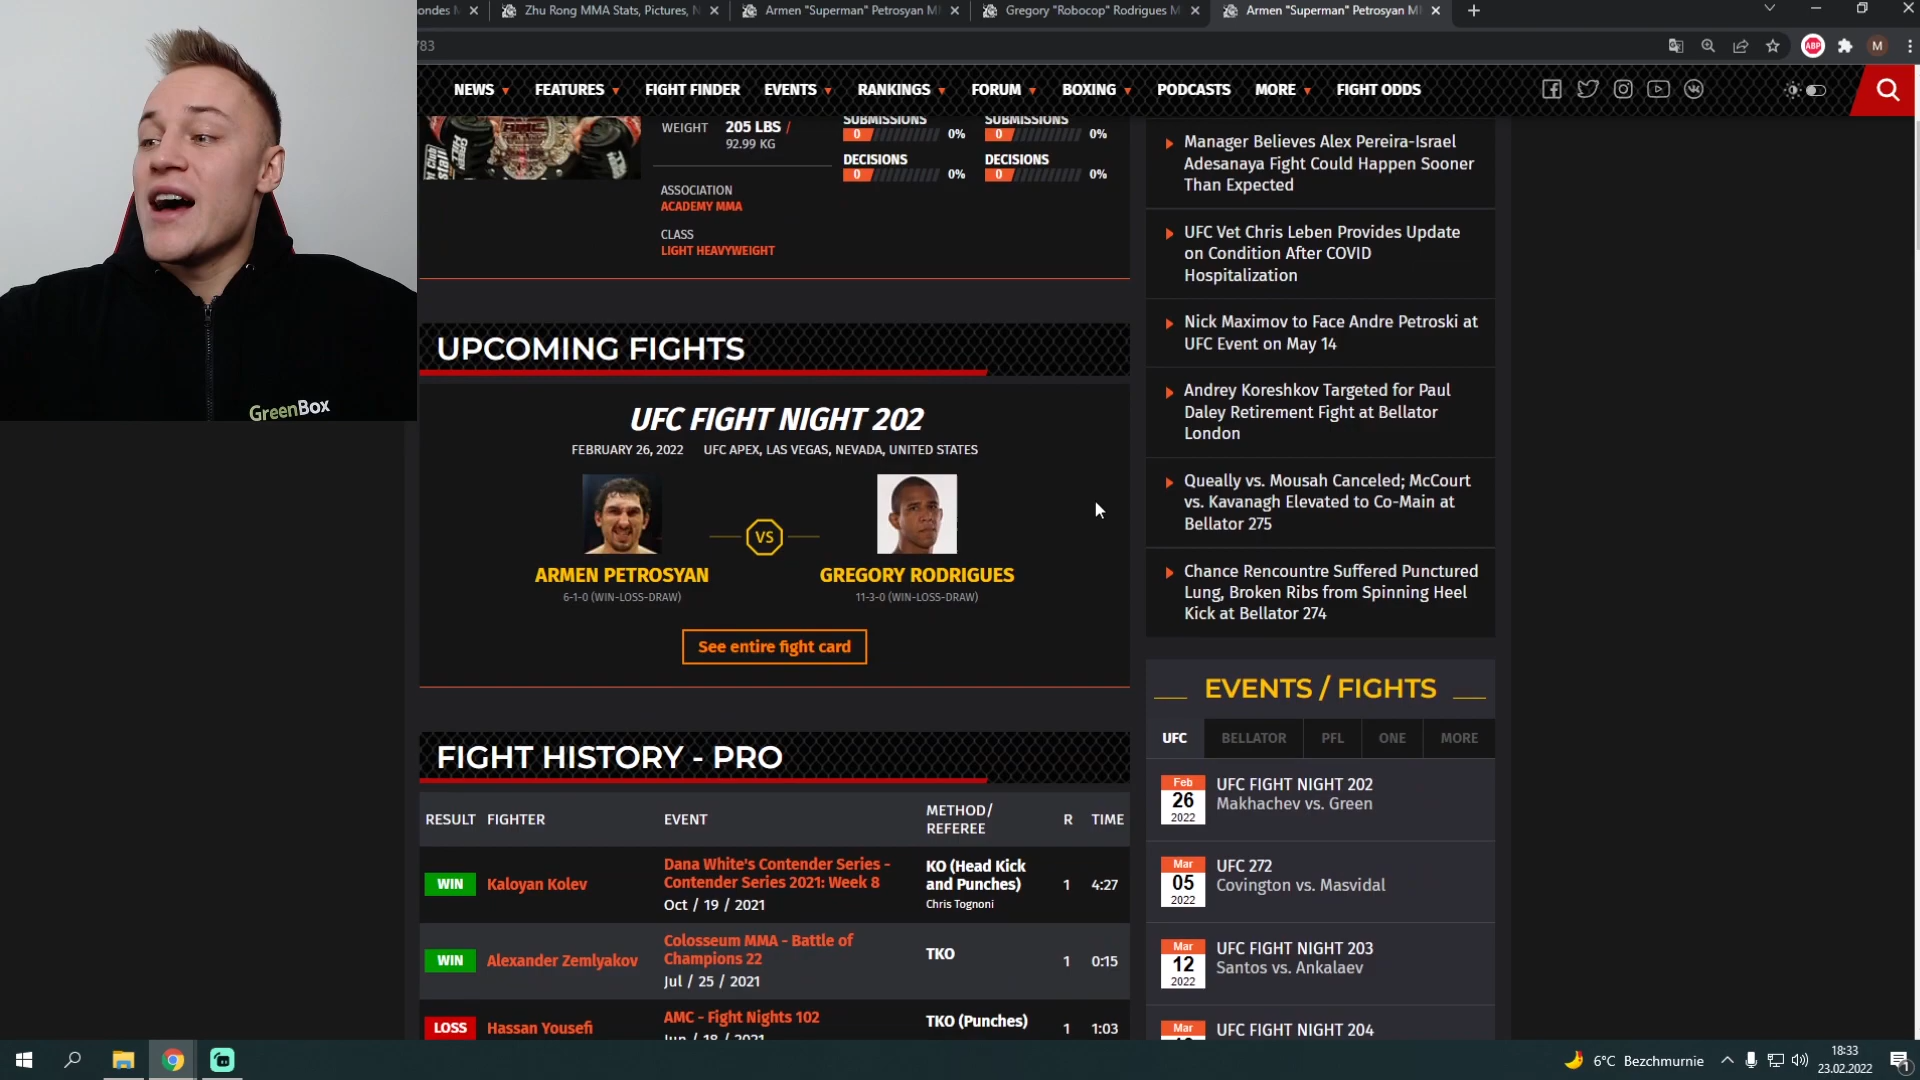 ondes M
Zhu Rong MMA Stats, Pictures, N
Armen "Superman" Petrosyan M
Gregory "Robocop" Rodrigues M
Armen "Superman" Petrosyan M
783
ABP
M
NEWS
FEATURES
FIGHT FINDER
EVENTS
RANKINGS
FORUM
BOXING
PODCASTS
MORE
FIGHT ODDS
WEIGHT
205 LBS /
92.99 KG
SUBMISSIONS
0
0%
SUBMISSIONS
0
0%
DECISIONS
0
0%
DECISIONS
0
0%
ASSOCIATION
ACADEMY MMA
CLASS
LIGHT HEAVYWEIGHT
GreenBox
UPCOMING FIGHTS
UFC FIGHT NIGHT 202
FEBRUARY 26, 2022
UFC APEX, LAS VEGAS, NEVADA, UNITED STATES
VS
ARMEN PETROSYAN
6-1-0 (WIN-LOSS-DRAW)
GREGORY RODRIGUES
11-3-0 (WIN-LOSS-DRAW)
See entire fight card
FIGHT HISTORY - PRO
RESULT
FIGHTER
EVENT
METHOD/
REFEREE
R
TIME
WIN
Kaloyan Kolev
Dana White's Contender Series -
Contender Series 2021: Week 8
Oct / 19 / 2021
KO (Head Kick
and Punches)
Chris Tognoni
1
4:27
WIN
Alexander Zemlyakov
Colosseum MMA - Battle of
Champions 22
Jul / 25 / 2021
TKO
1
0:15
LOSS
Hassan Yousefi
AMC - Fight Nights 102
Jun / 18 / 2021
TKO (Punches)
1
1:03
Manager Believes Alex Pereira-Israel
Adesanaya Fight Could Happen Sooner
Than Expected
UFC Vet Chris Leben Provides Update
on Condition After COVID
Hospitalization
Nick Maximov to Face Andre Petroski at
UFC Event on May 14
Andrey Koreshkov Targeted for Paul
Daley Retirement Fight at Bellator
London
Queally vs. Mousah Canceled; McCourt
vs. Kavanagh Elevated to Co-Main at
Bellator 275
Chance Rencountre Suffered Punctured
Lung, Broken Ribs from Spinning Heel
Kick at Bellator 274
EVENTS / FIGHTS
UFC
BELLATOR
PFL
ONE
MORE
Feb
26
2022
UFC FIGHT NIGHT 202
Makhachev vs. Green
Mar
05
2022
UFC 272
Covington vs. Masvidal
Mar
12
2022
UFC FIGHT NIGHT 203
Santos vs. Ankalaev
Mar
UFC FIGHT NIGHT 204
6°C Bezchmurnie
18:33
23.02.2022
1